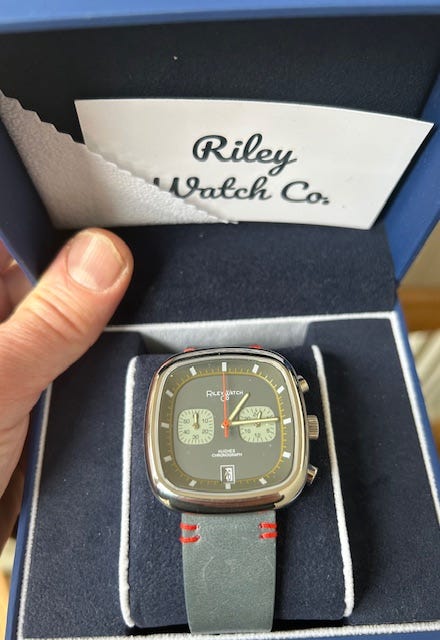 Riley
Watch Co.
RILEY WATCH
CO
HUGHES
CHRONOGRAPH